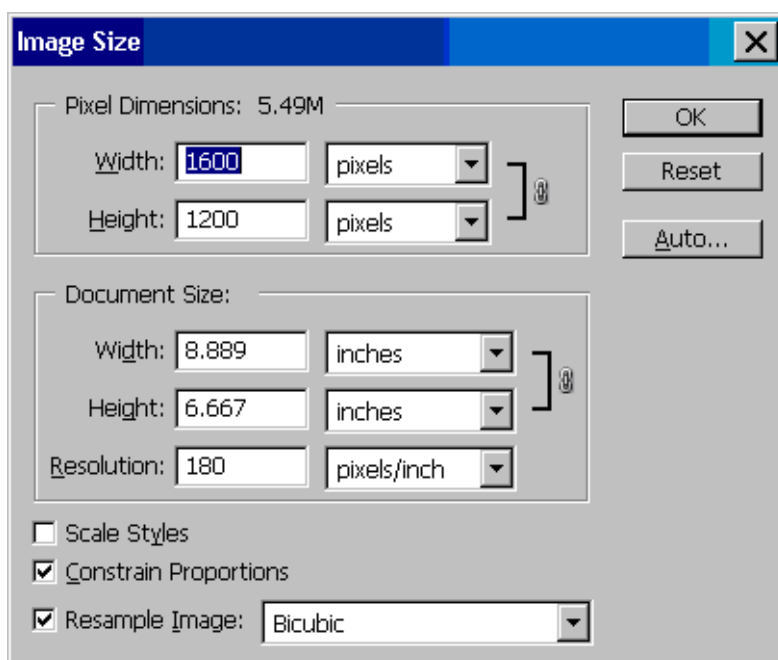 Image Size
Pixel Dimensions: 5.49M
OK
Width: 1600 pixels
Reset
Height: 1200 pixels
Auto...
Document Size:
Width: 8.889 inches
Height: 6.667 inches
Resolution: 180 pixels/inch
Scale Styles
Constrain Proportions
Resample Image: Bicubic